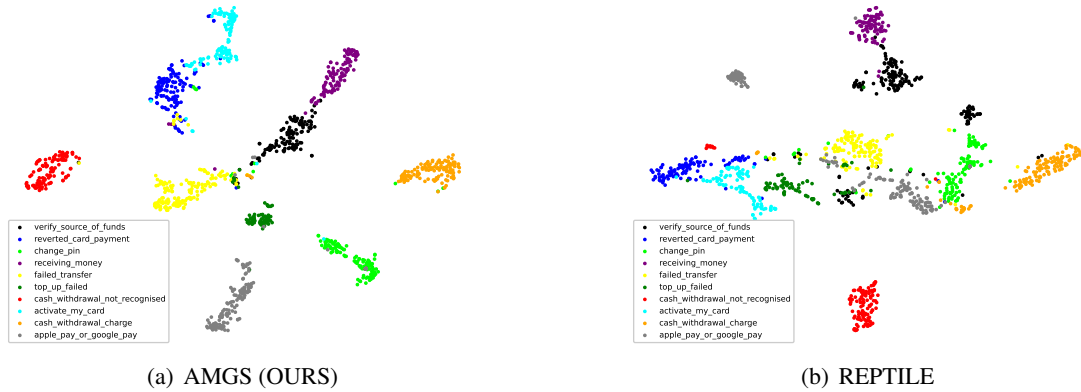 verify_source_of_funds
reverted_card_payment
change_pin
receiving_money
failed_transfer
top_up_failed
cash_withdrawal_not_recognised
activate_my_card
cash_withdrawal_charge
apple_pay_or_google_pay
(a) AMGS (OURS)
verify_source_of_funds
reverted_card_payment
change_pin
receiving_money
failed_transfer
top_up_failed
cash_withdrawal_not_recognised
activate_my_card
cash_withdrawal_charge
apple_pay_or_google_pay
(b) REPTILE